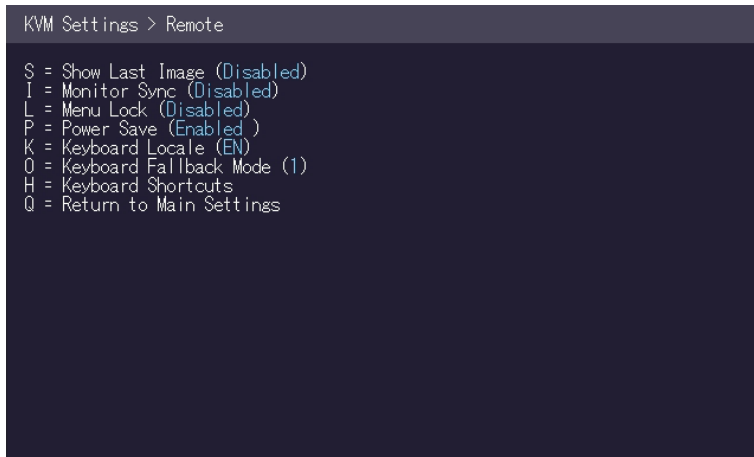 KVM Settings > Remote
S = Show Last Image (Disabled)
I = Monitor Sync (Disabled)
L = Menu Lock (Disabled)
P = Power Save (Enabled )
K = Keyboard Locale (EN)
O = Keyboard Fallback Mode (1)
H = Keyboard Shortcuts
Q = Return to Main Settings